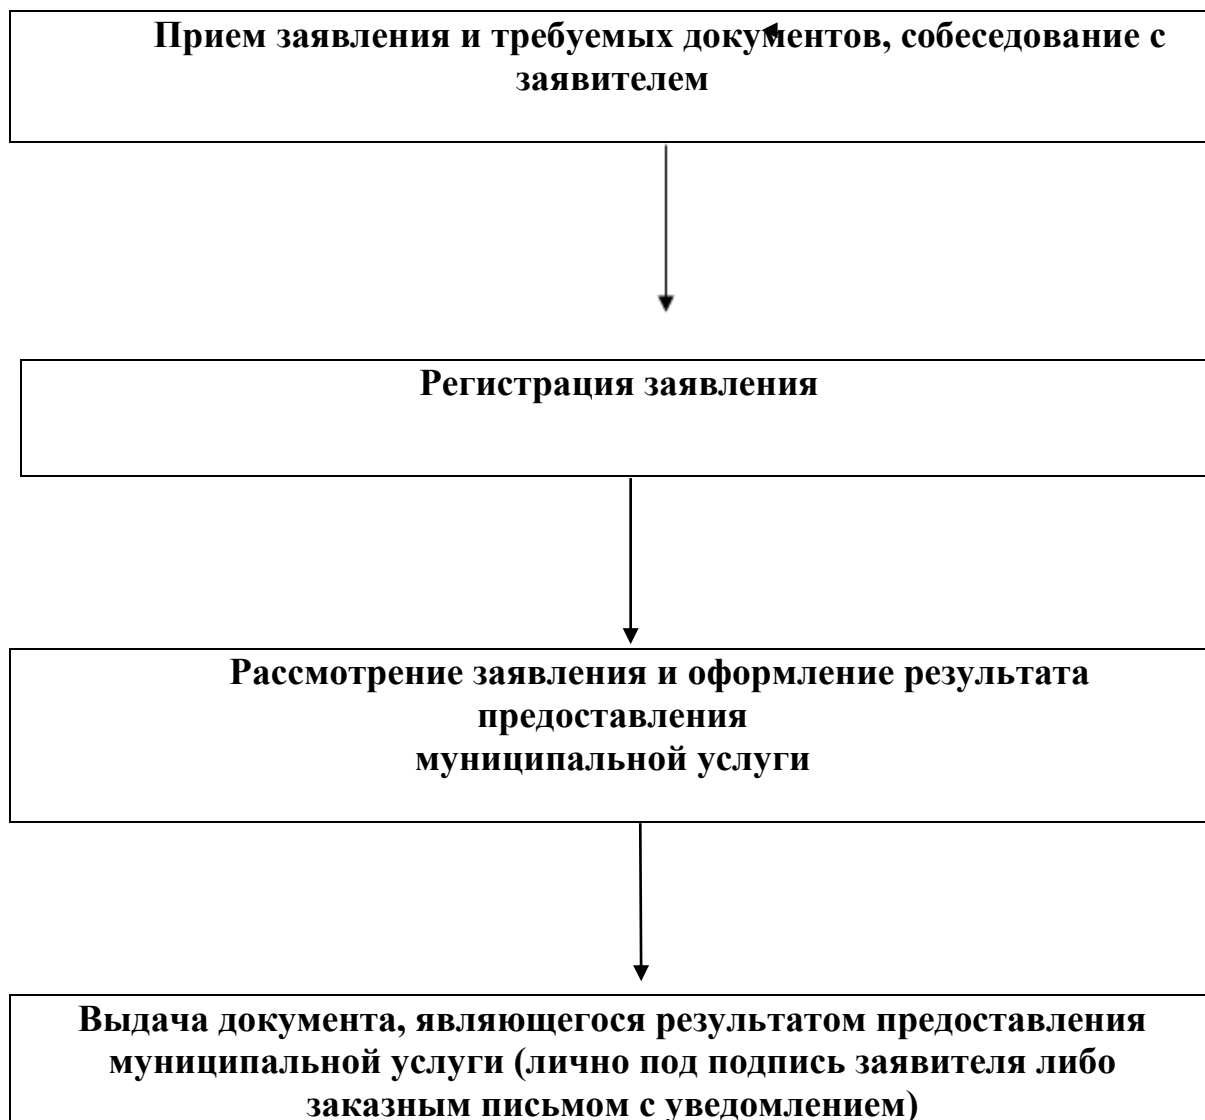 Прием заявления и требуемых документов, собеседование с
заявителем
Регистрация заявления
Рассмотрение заявления и оформление результата
предоставления
муниципальной услуги
Выдача документа, являющегося результатом предоставления
муниципальной услуги (лично под подпись заявителя либо
заказным письмом с уведомлением)